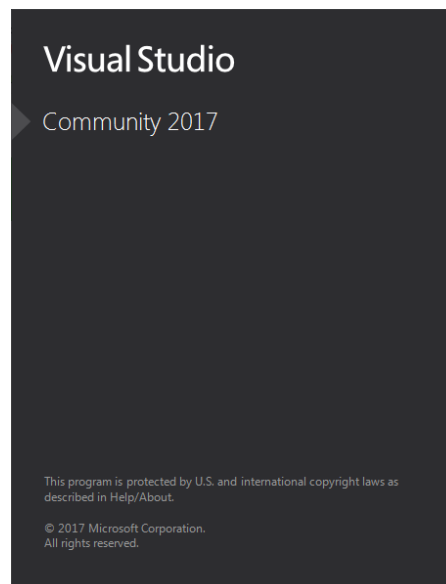 Visual Studio
Community 2017
This program is protected by U.S. and international copyright laws as
described in Help/About.
© 2017 Microsoft Corporation.
All rights reserved.